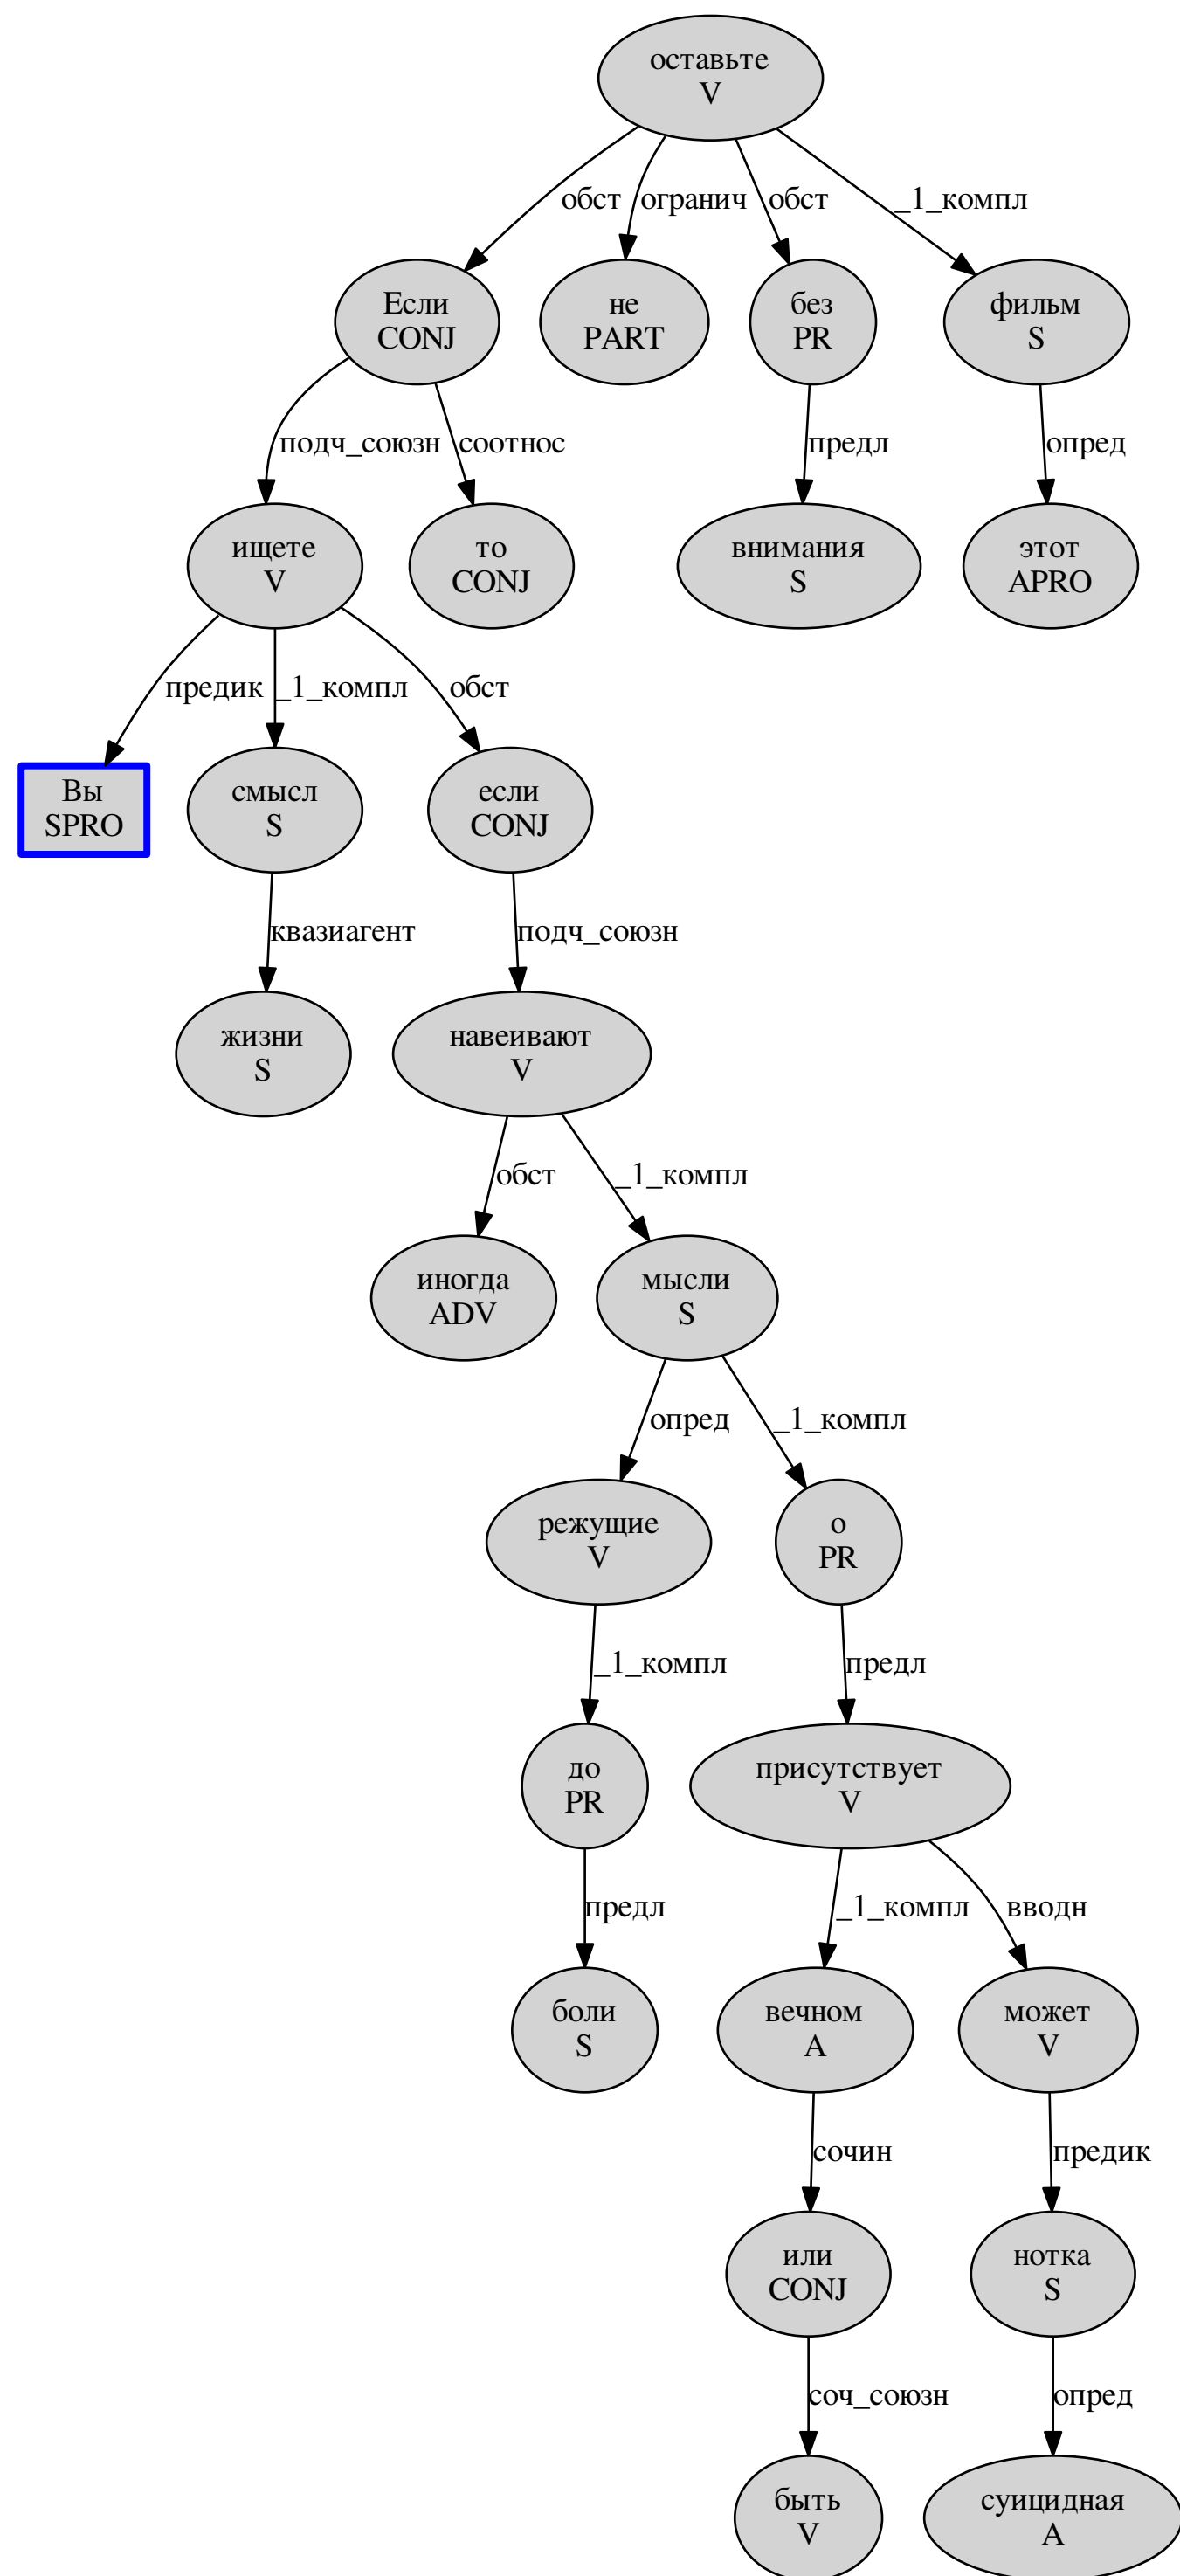 оставьте
V
обст огранич обст _1_компл
Если
CONJ
не
PART
без
PR
фильм
S
подч_союзн соотнос предл опред
ищете
V
то
CONJ
внимания
S
этот
APRO
предик _1_компл обст
Вы
SPRO
смысл
S
если
CONJ
квазиагент подч_союзн
жизни
S
навеивают
V
обст _1_компл
иногда
ADV
мысли
S
опред _1_компл
режущие
V
о
PR
_1_компл предл
до
PR
присутствует
V
предл _1_компл вводн
боли
S
вечном
A
может
V
сочин предик
или
CONJ
нотка
S
соч_союзн опред
быть
V
суицидная
A